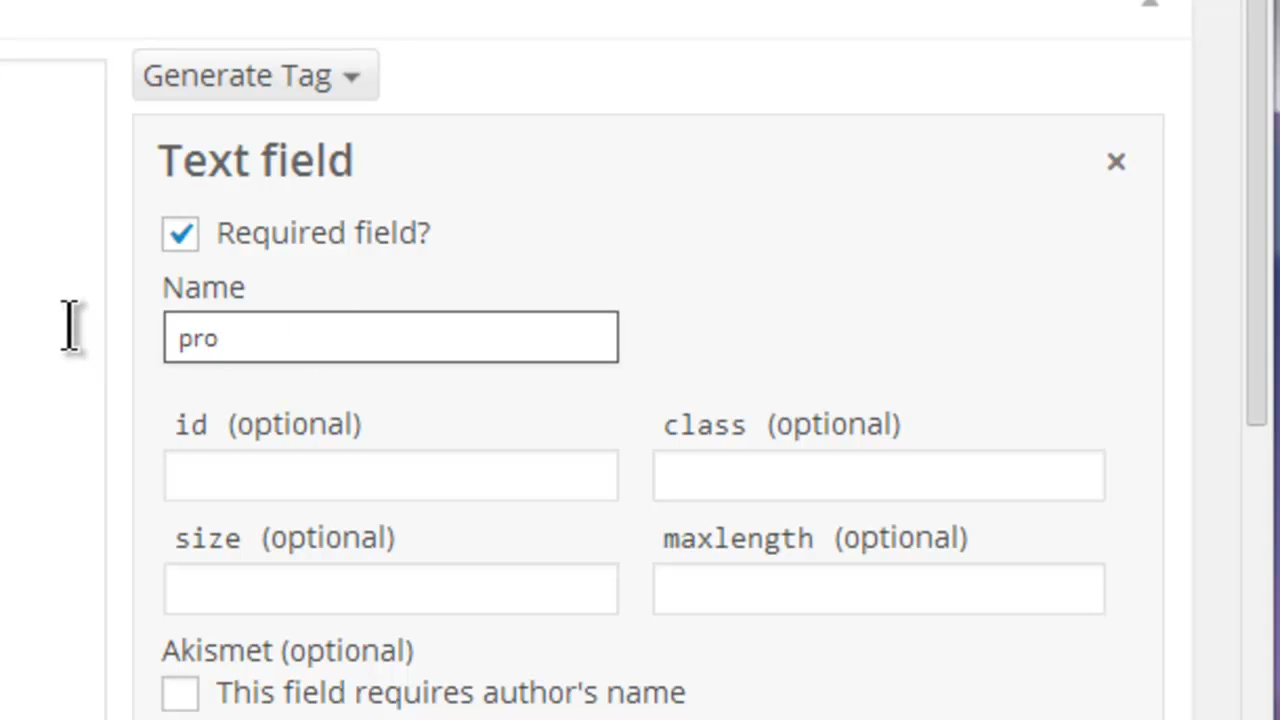 Generate Tag
Text field
Required field?
Name
pro
id (optional) class (optional)
size (optional) maxlength (optional)
Akismet (optional)
This field requires author's name